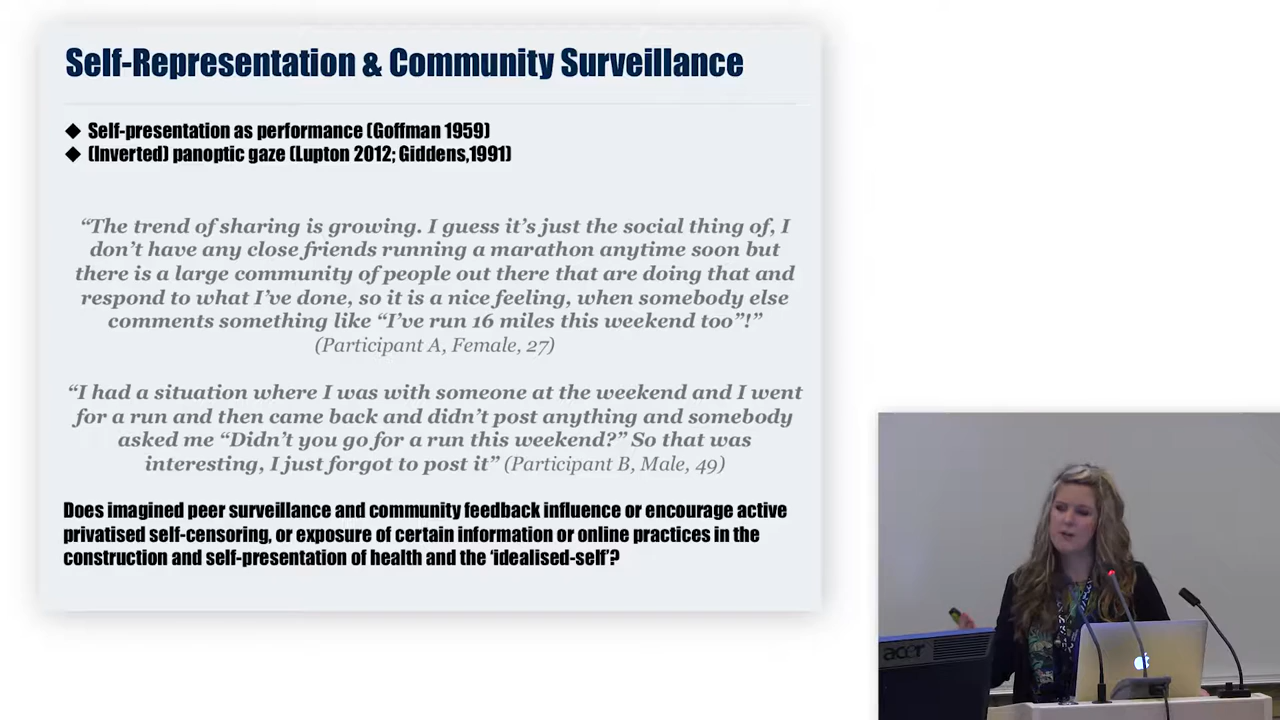 Self-Representation & Community Surveillance
◆ Self-presentation as performance (Goffman 1959)
◆ (Inverted) panoptic gaze (Lupton 2012; Giddens,1991)
“The trend of sharing is growing. I guess it’s just the social thing of, I
don’t have any close friends running a marathon anytime soon but
there is a large community of people out there that are doing that and
respond to what I’ve done, so it is a nice feeling, when somebody else
comments something like “I’ve run 16 miles this weekend too”!”
(Participant A, Female, 27)
“I had a situation where I was with someone at the weekend and I went
for a run and then came back and didn’t post anything and somebody
asked me “Didn’t you go for a run this weekend?” So that was
interesting, I just forgot to post it” (Participant B, Male, 49)
Does imagined peer surveillance and community feedback influence or encourage active
privatised self-censoring, or exposure of certain information or online practices in the
construction and self-presentation of health and the ‘idealised-self’?
acer